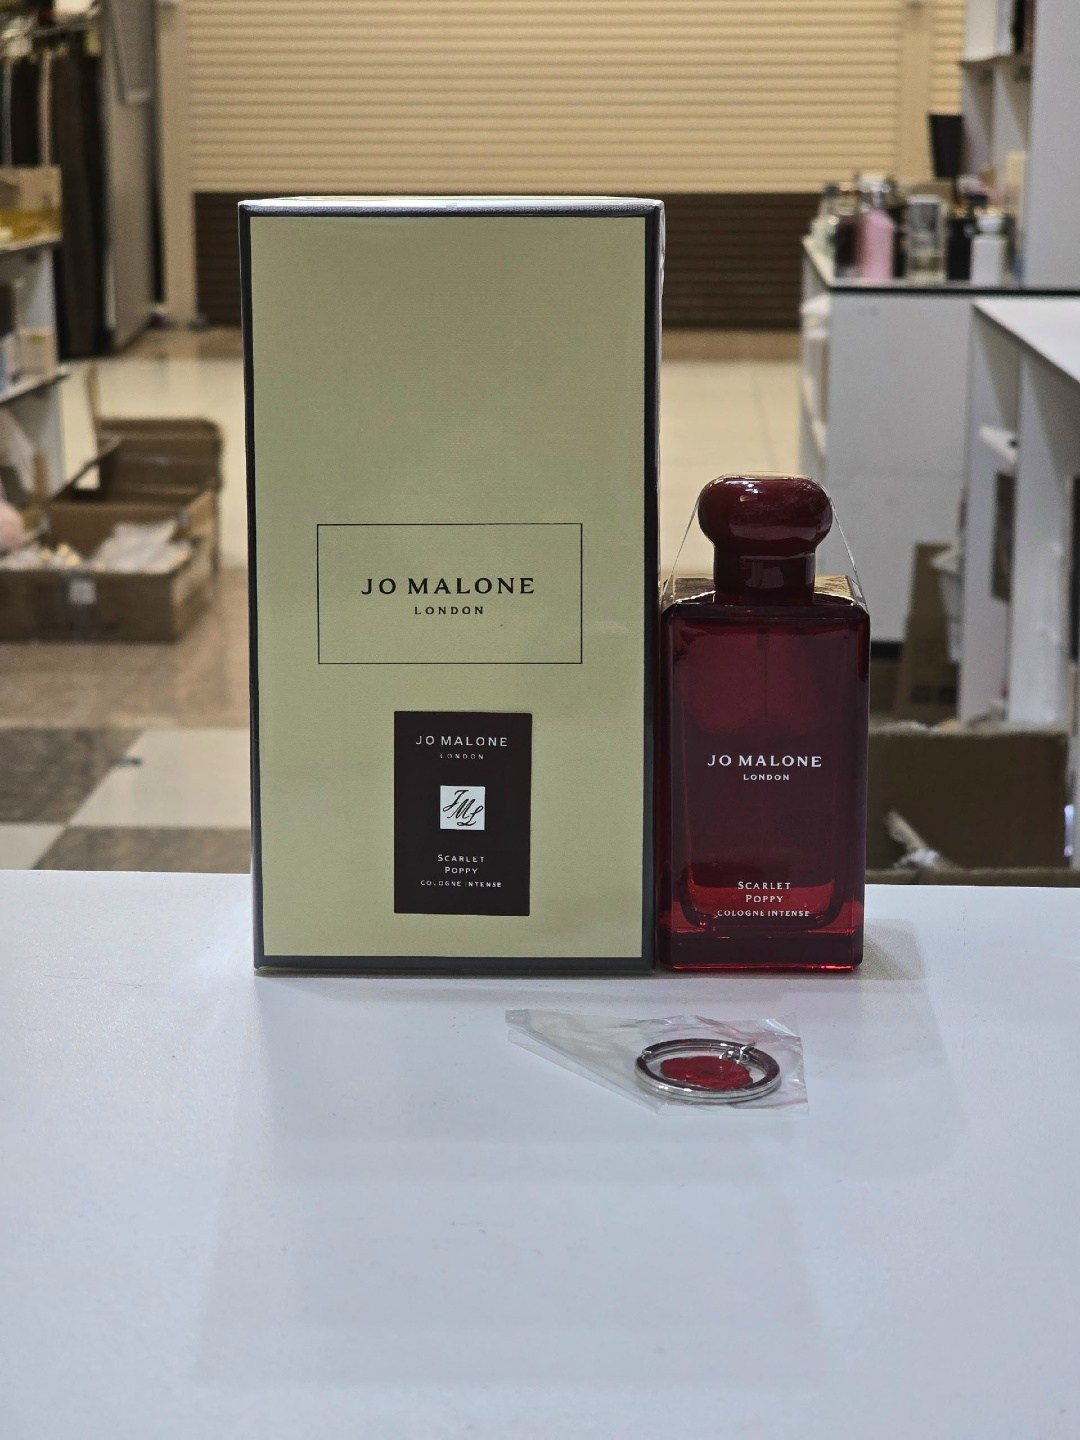 JO MALONE
LONDON
JO MALONE
LONDON
JML
SCARLET
POPPY
COLOGNE INTENSE
JO MALONE
LONDON
SCARLET
POPPY
COLOGNE INTENSE